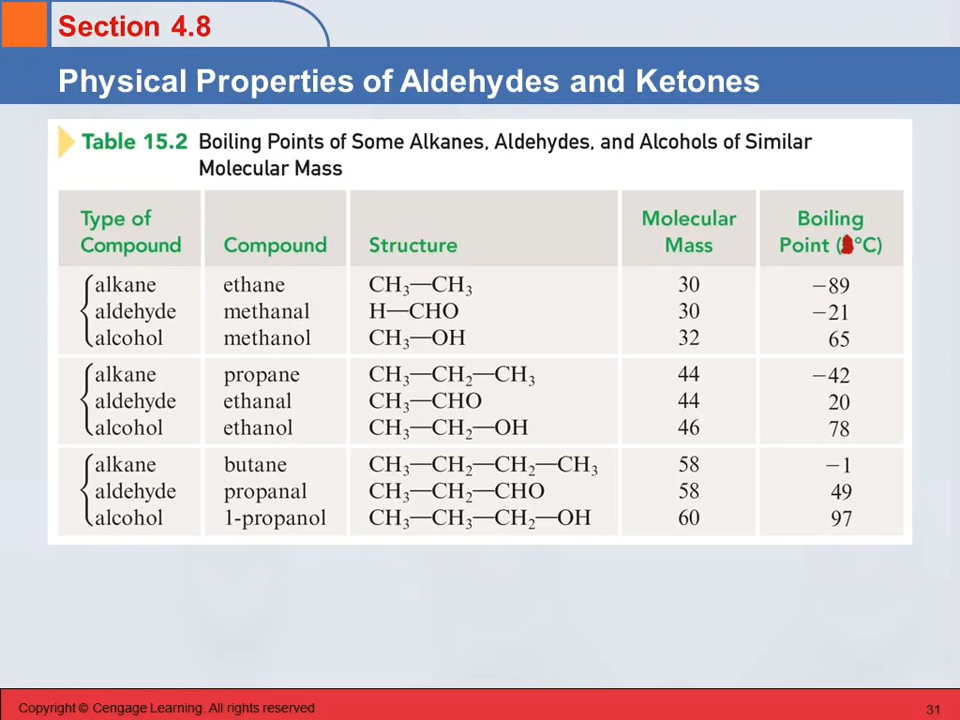 Section 4.8
Physical Properties of Aldehydes and Ketones
Table 15.2 Boiling Points of Some Alkanes, Aldehydes, and Alcohols of Similar
Molecular Mass
Type of Compound Compound Structure Molecular Mass Boiling Point (°C)
alkane ethane CH₃—CH₃ 30 −89
aldehyde methanal H—CHO 30 −21
alcohol methanol CH₃—OH 32 65
alkane propane CH₃—CH₂—CH₃ 44 −42
aldehyde ethanal CH₃—CHO 44 20
alcohol ethanol CH₃—CH₂—OH 46 78
alkane butane CH₃—CH₂—CH₂—CH₃ 58 −1
aldehyde propanal CH₃—CH₂—CHO 58 49
alcohol 1-propanol CH₃—CH₃—CH₂—OH 60 97
Copyright © Cengage Learning. All rights reserved 31